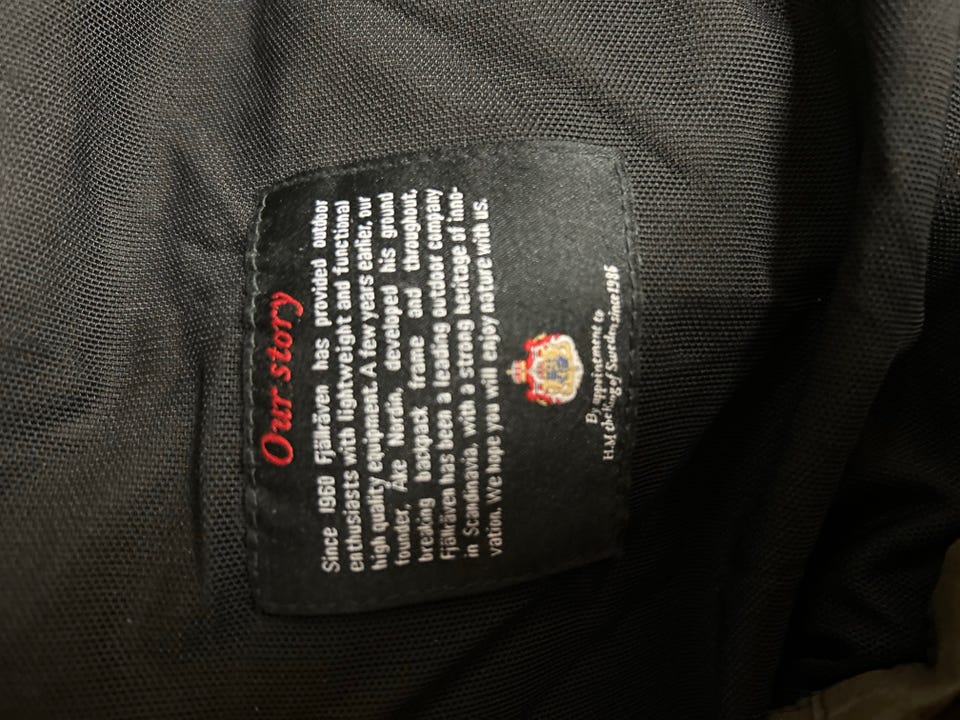 Our story
Since 1960 Fjällräven has provided outdoor
enthusiasts with lightweight and functional
high quality equipment. A few years earlier, our
founder, Åke Nordin, developed his ground
breaking backpack frame and throughout,
Fjällräven has been a leading outdoor company
in Scandinavia, with a strong heritage of inno-
vation. We hope you will enjoy nature with us.
By appointment to
H.M the King of Sweden, since 1986